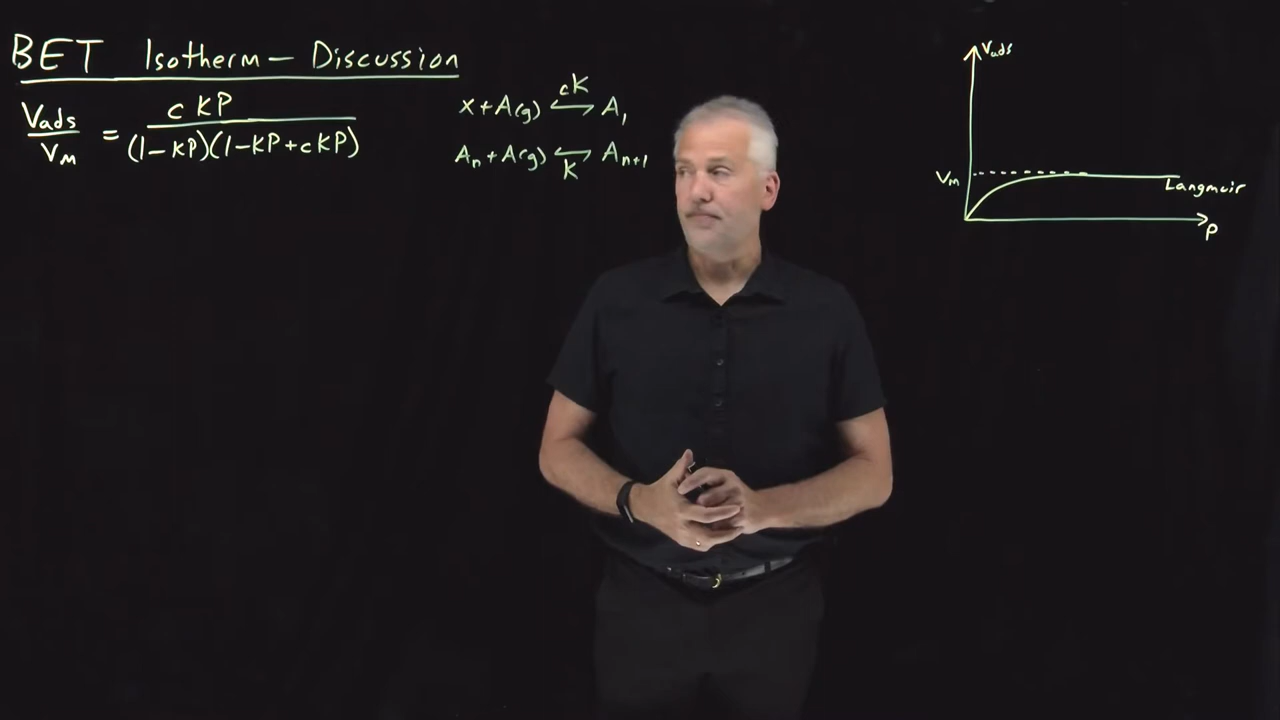 BET Isotherm – Discussion
Vads / VM = cKP / (1-KP)(1-KP+cKP)
x + A(g) ⟷ A1 cK
An + A(g) ⟷ An+1 K
Vads
VM
Langmuir
P